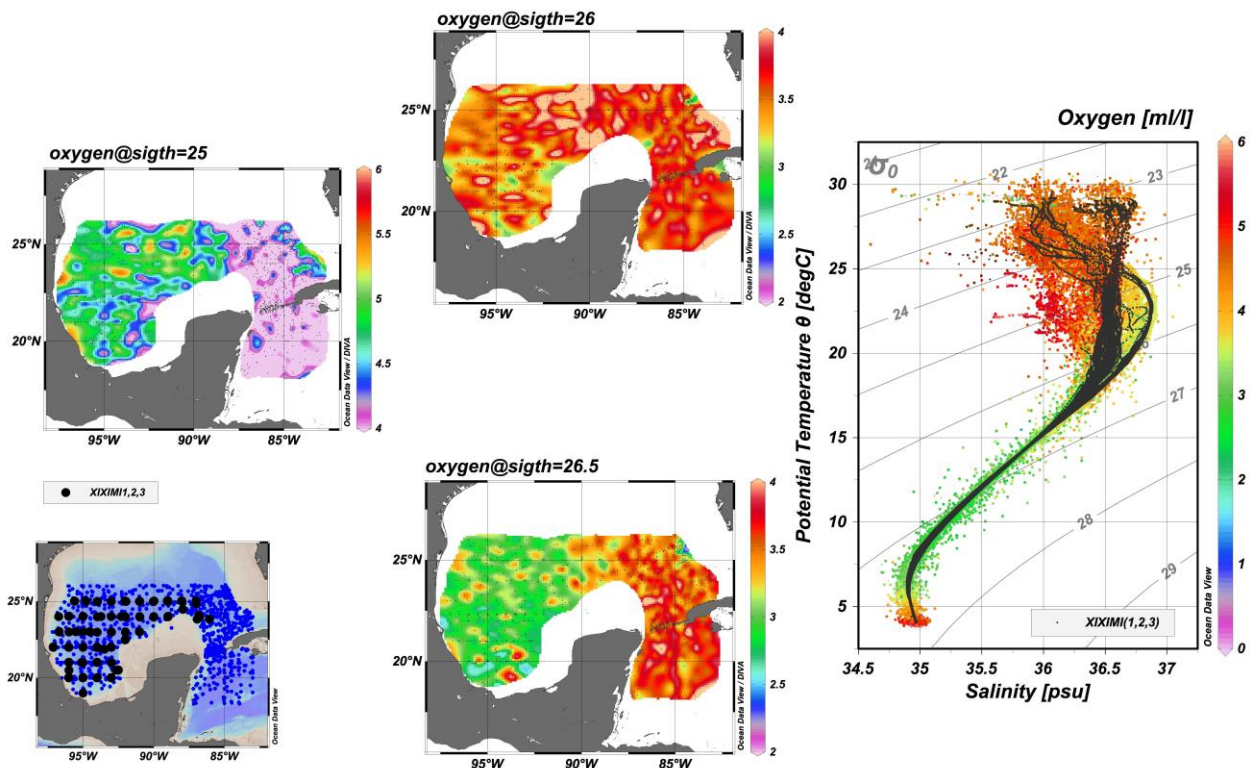 oxygen@sigth=25
25°N
20°N
95°W
90°W
85°W
6
5.5
5
4.5
4
Ocean Data View / DIVA
oxygen@sigth=26
25°N
20°N
95°W
90°W
85°W
4
3.5
3
2.5
2
Ocean Data View / DIVA
XIXIMI1,2,3
25°N
20°N
95°W
90°W
85°W
Ocean Data View
oxygen@sigth=26.5
25°N
20°N
95°W
90°W
85°W
4
3.5
3
2.5
2
Ocean Data View / DIVA
Oxygen [ml/l]
σ0
22
23
24
25
27
28
29
Potential Temperature θ [degC]
30
25
20
15
10
5
34.5
35
35.5
36
36.5
37
Salinity [psu]
XIXIMI(1,2,3)
6
5
4
3
2
1
0
Ocean Data View